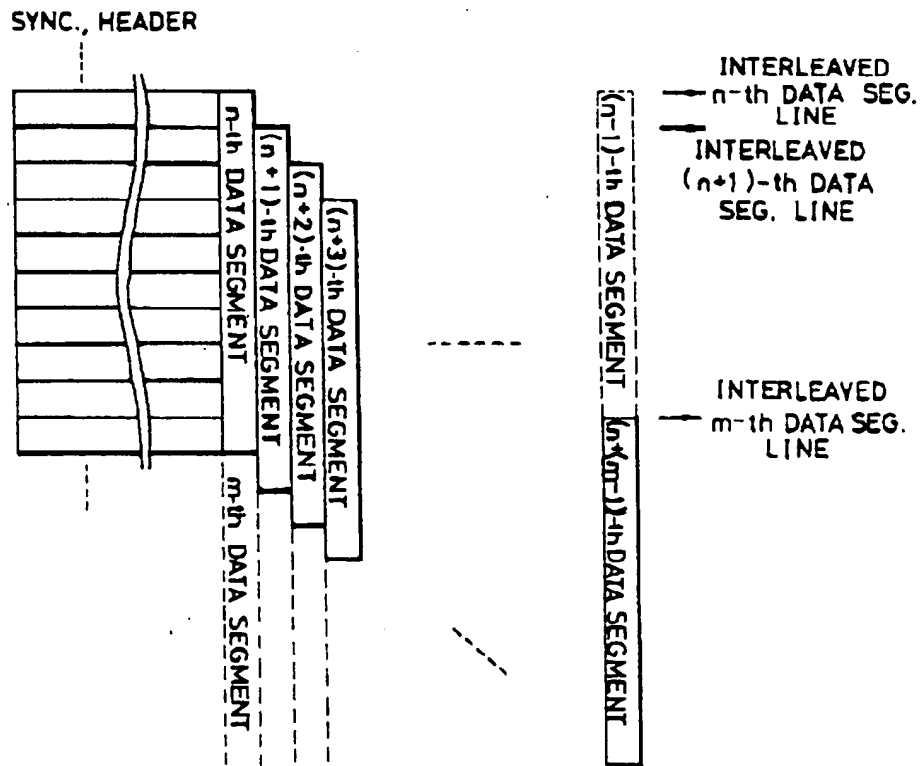 SYNC., HEADER
n-th DATA SEGMENT
(n+1)-th DATA SEGMENT
(n+2)-th DATA SEGMENT
(n+3)-th DATA SEGMENT
m-th DATA SEGMENT
(n-1)-th DATA SEGMENT
(n+(m-1))-th DATA SEGMENT
INTERLEAVED
n-th DATA SEG.
LINE
INTERLEAVED
(n+1)-th DATA
SEG. LINE
INTERLEAVED
m-th DATA SEG.
LINE